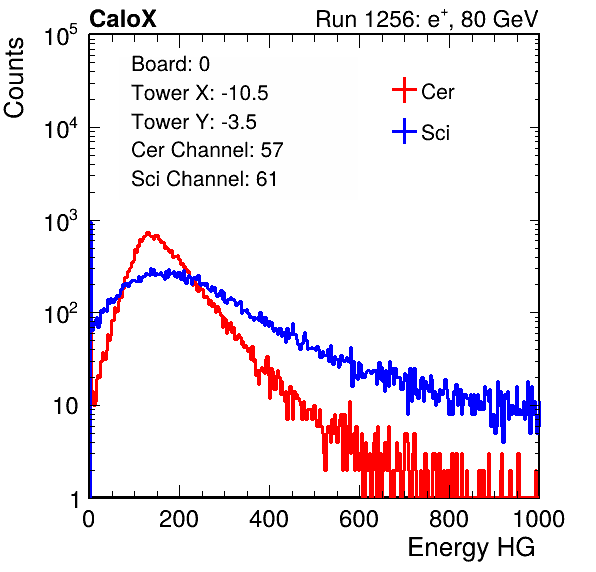 CaloX Run 1256: e⁺, 80 GeV
Counts
Board: 0
Tower X: -10.5
Tower Y: -3.5
Cer Channel: 57
Sci Channel: 61
Cer
Sci
10⁵
10⁴
10³
10²
10
1
0 200 400 600 800 1000
Energy HG